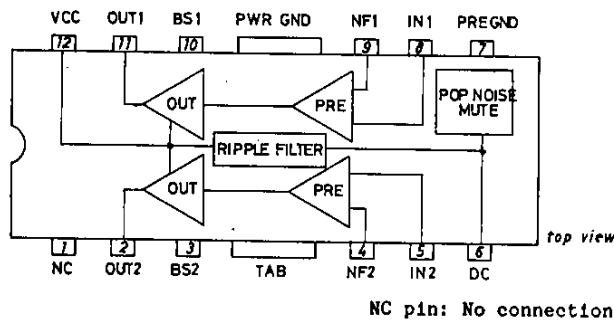 VCC OUT1 BS1 PWR GND NF1 IN1 PREGND
12 11 10 9 8 7
OUT PRE POP NOISE
MUTE
RIPPLE FILTER
OUT PRE
1 2 3 4 5 6
top view
NC OUT2 BS2 TAB NF2 IN2 DC
NC pin: No connection